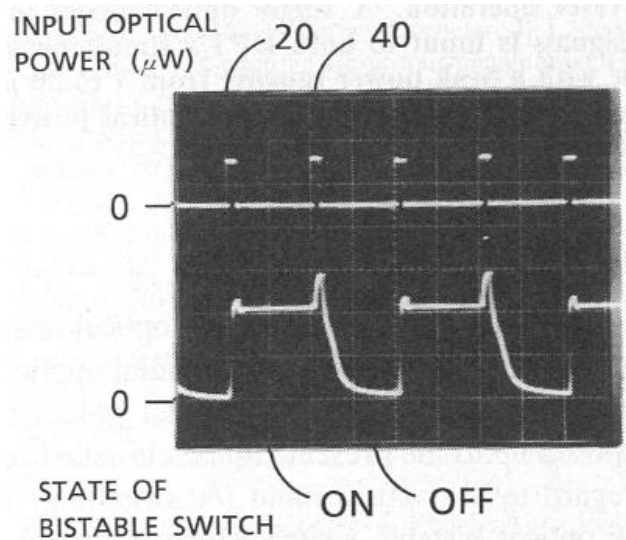 INPUT OPTICAL
POWER (μW)
20
40
0
0
STATE OF
BISTABLE SWITCH
ON
OFF